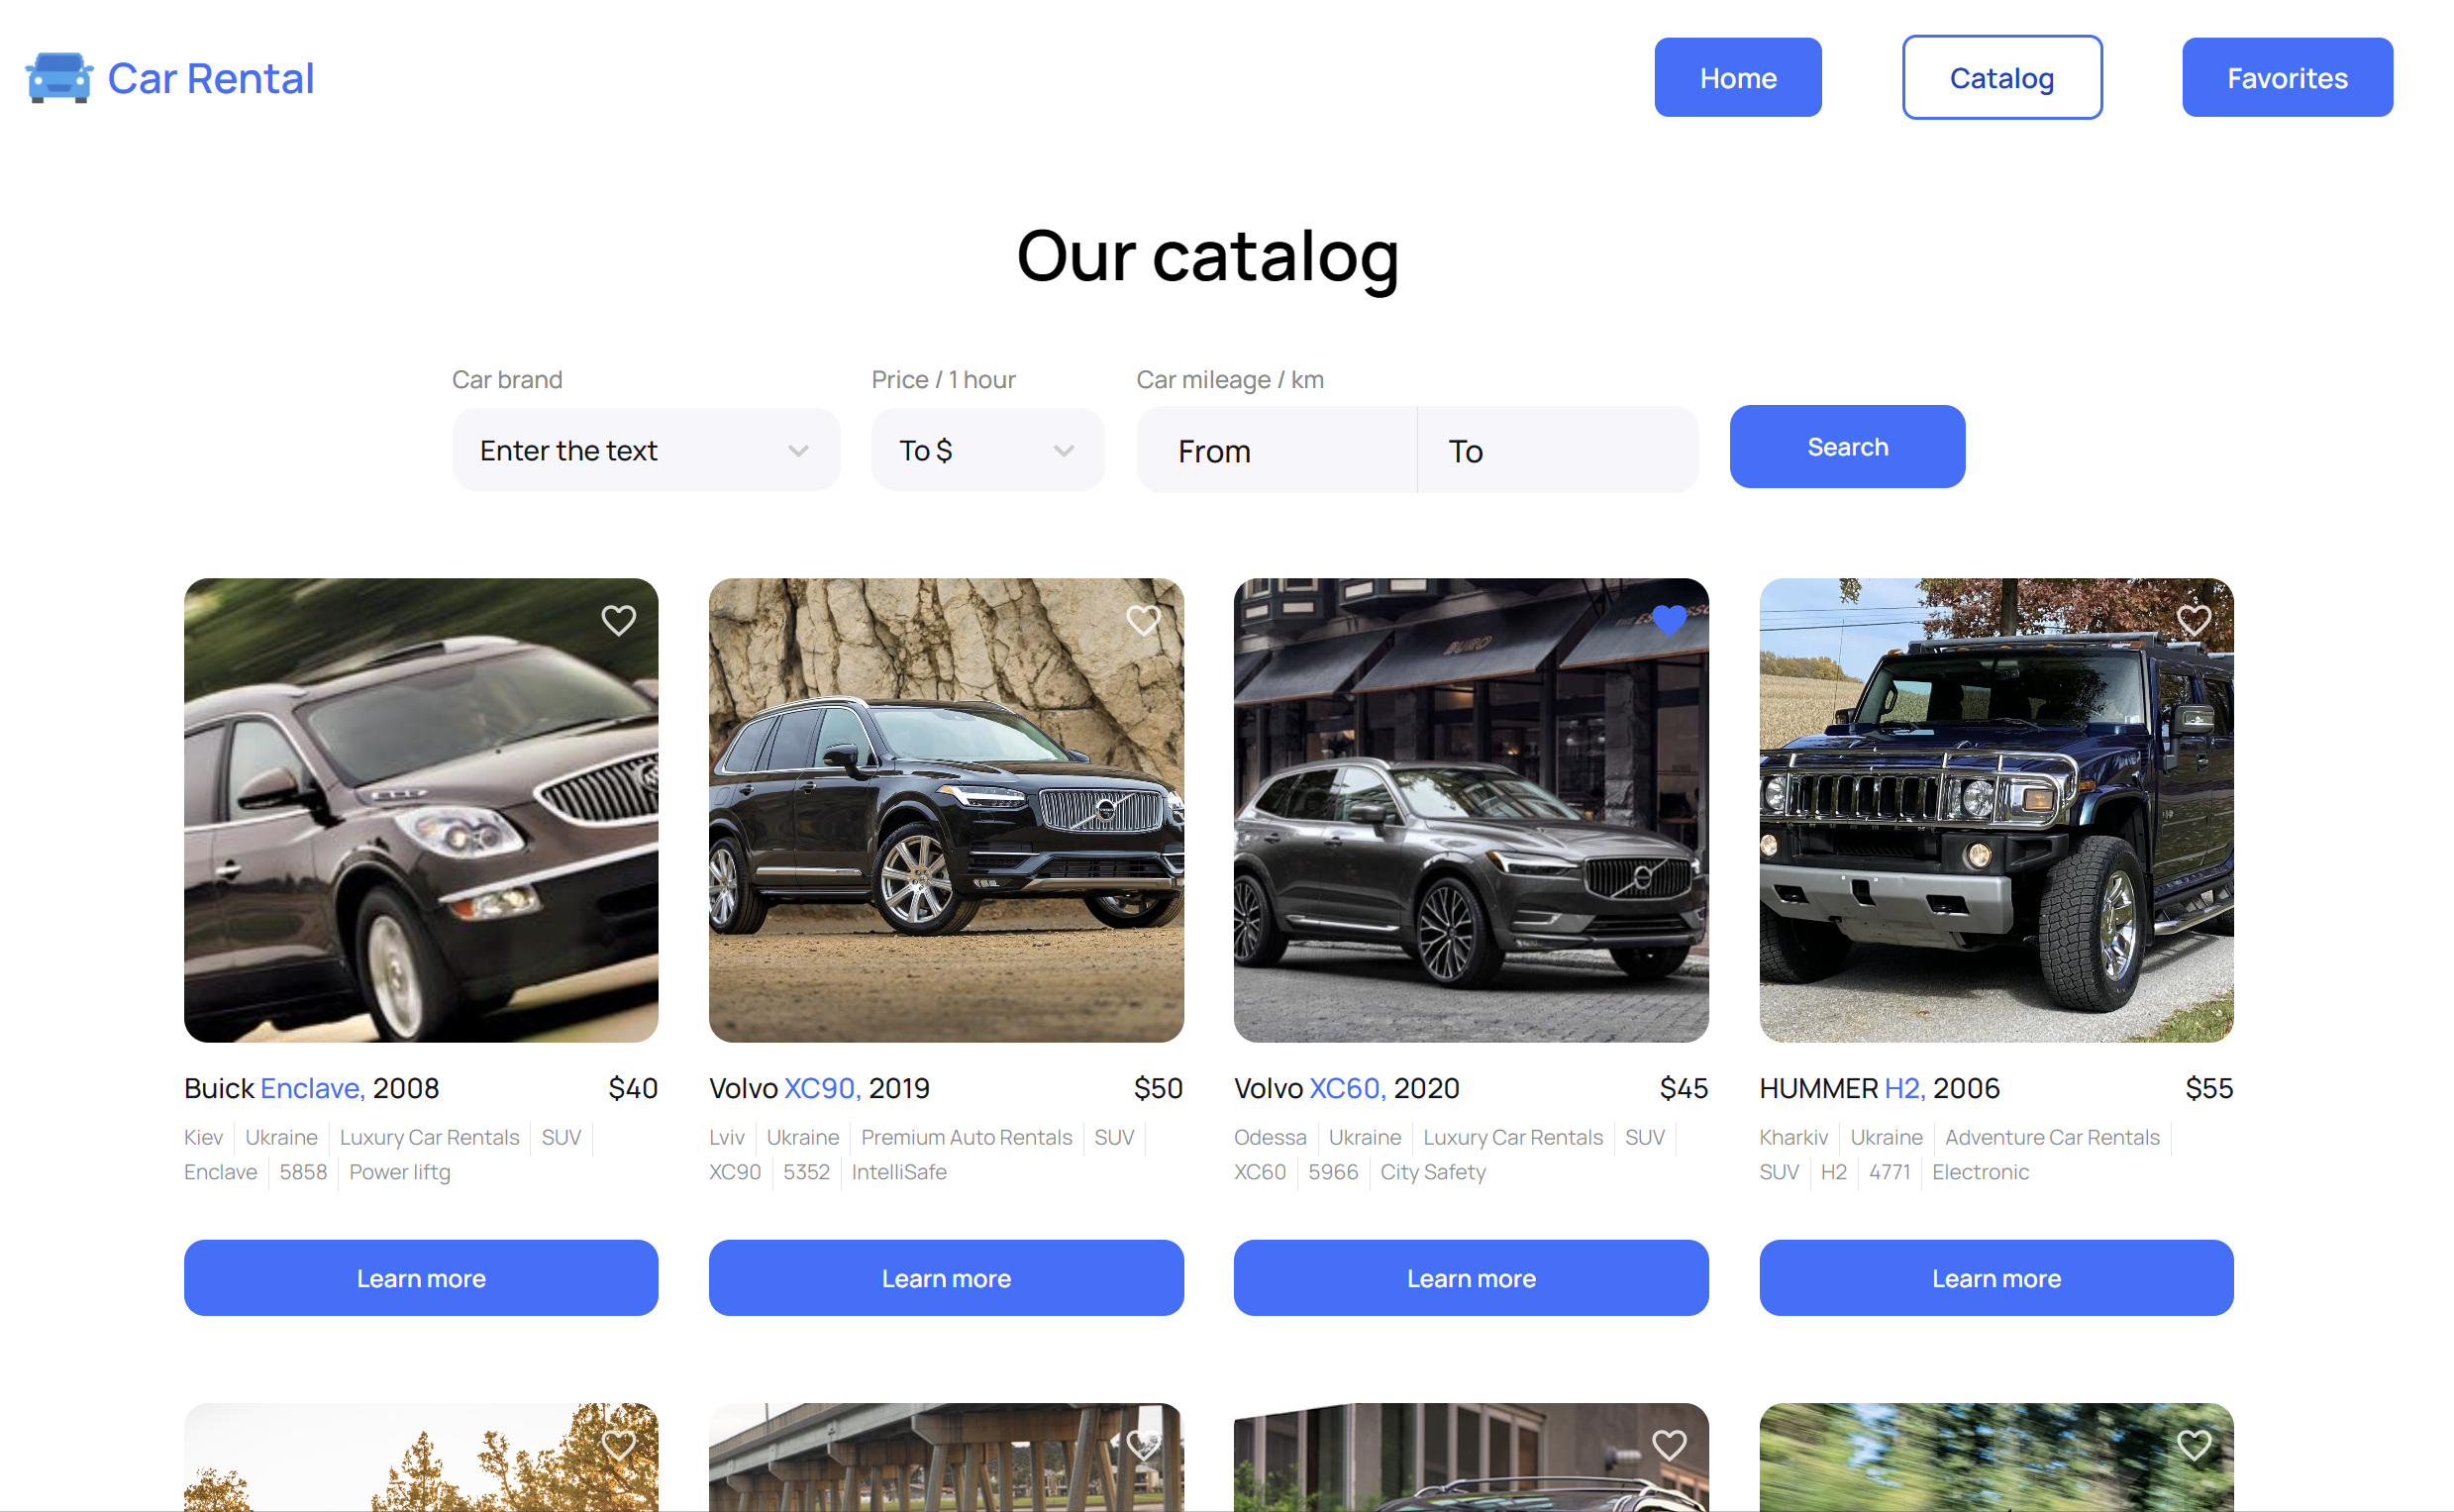 Car Rental
Home
Catalog
Favorites
Our catalog
Car brand
Price / 1 hour
Car mileage / km
Enter the text
To $
From
To
Search
BURO
Buick Enclave, 2008
$40
Kiev
Ukraine
Luxury Car Rentals
SUV
Enclave
5858
Power liftg
Learn more
Volvo XC90, 2019
$50
Lviv
Ukraine
Premium Auto Rentals
SUV
XC90
5352
IntelliSafe
Learn more
Volvo XC60, 2020
$45
Odessa
Ukraine
Luxury Car Rentals
SUV
XC60
5966
City Safety
Learn more
HUMMER H2, 2006
$55
Kharkiv
Ukraine
Adventure Car Rentals
SUV
H2
4771
Electronic
Learn more